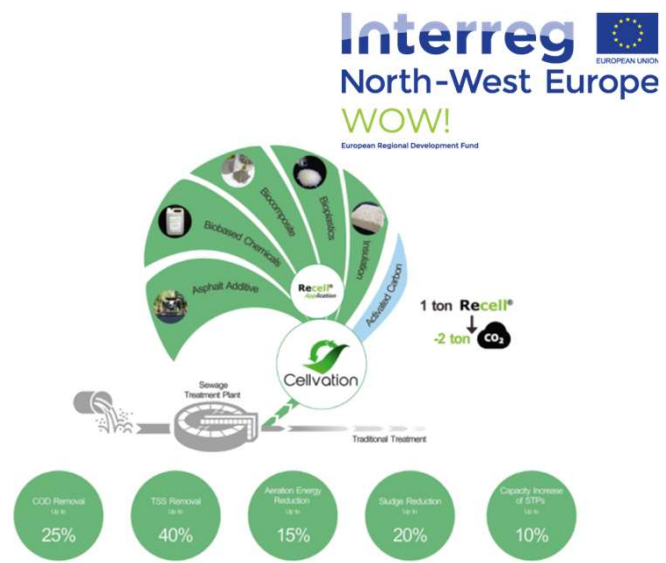 Interreg
EUROPEAN UNION
North-West Europe
WOW!
European Regional Development Fund
Biocomposite
Bioplastics
Biobased Chemicals
Insulation
Asphalt Additive
Recell®
Application
Activated Carbon
1 ton Recell®
-2 ton CO₂
Cellvation
Sewage
Treatment Plant
Traditional Treatment
COD Removal
Up to
25%
TSS Removal
Up to
40%
Aeration Energy
Reduction
Up to
15%
Sludge Reduction
Up to
20%
Capacity Increase
of STPs
Up to
10%